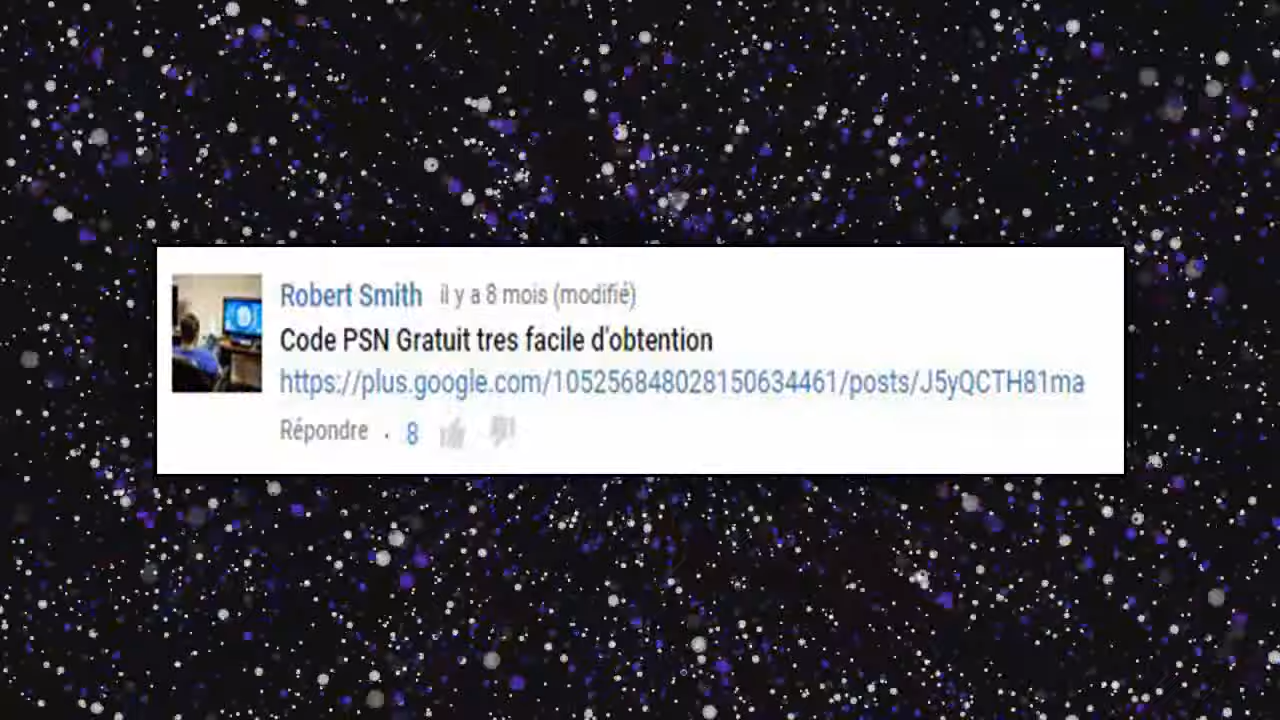 Robert Smith il y a 8 mois (modifié)
Code PSN Gratuit tres facile d'obtention
https://plus.google.com/105256848028150634461/posts/J5yQCTH81ma
Répondre · 8